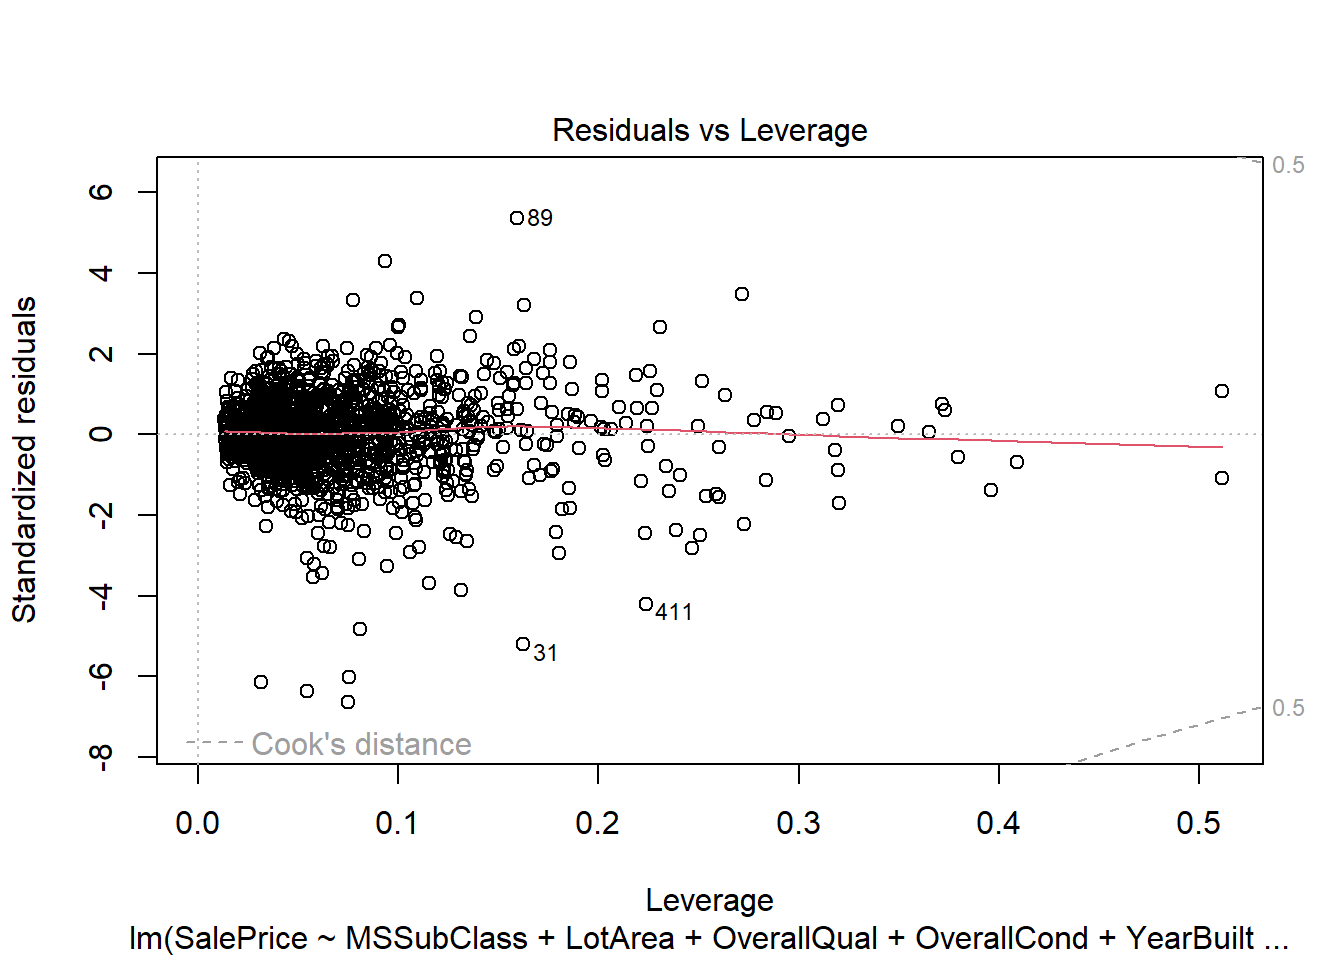 Residuals vs Leverage
Standardized residuals
6
4
2
0
-2
-4
-6
-8
0.5
0.5
89
411
31
Cook's distance
0.0 0.1 0.2 0.3 0.4 0.5
Leverage
lm(SalePrice ~ MSSubClass + LotArea + OverallQual + OverallCond + YearBuilt ...